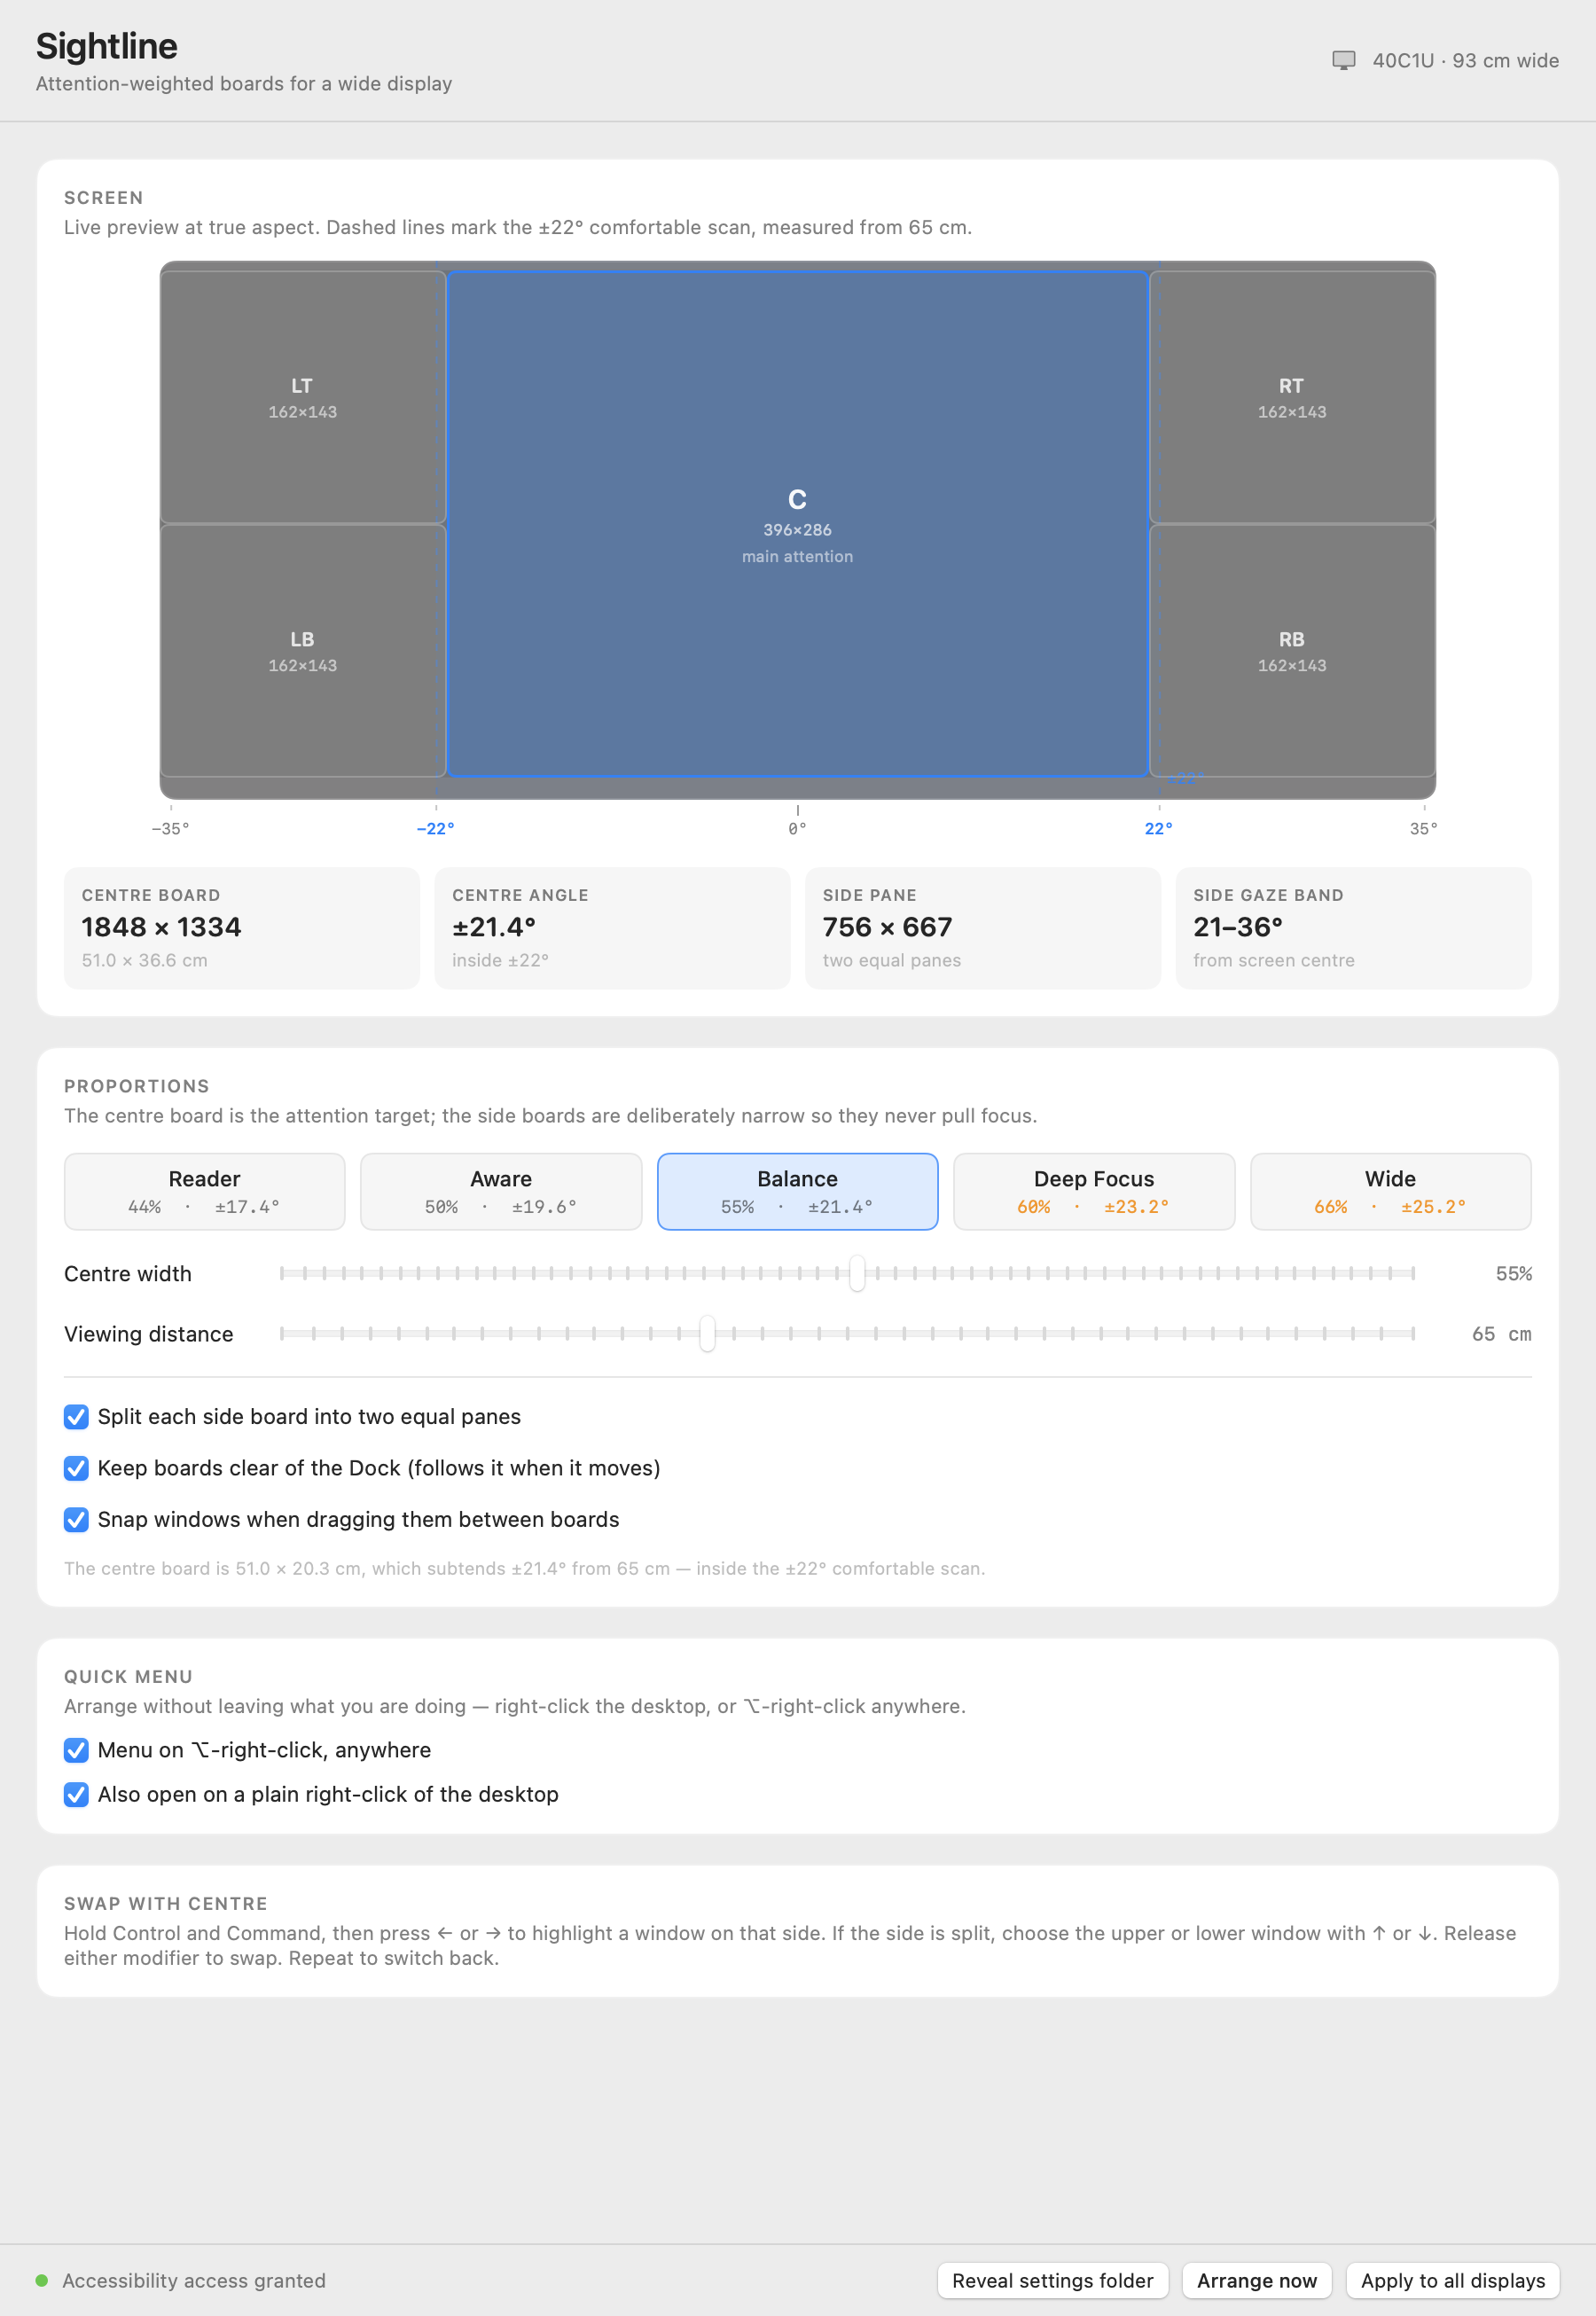 Sightline
Attention-weighted boards for a wide display
40C1U · 93 cm wide
SCREEN
Live preview at true aspect. Dashed lines mark the ±22° comfortable scan, measured from 65 cm.
LT
162×143
RT
162×143
C
396×286
main attention
LB
162×143
RB
162×143
±22°
−35°
−22°
0°
22°
35°
CENTRE BOARD
1848 × 1334
51.0 × 36.6 cm
CENTRE ANGLE
±21.4°
inside ±22°
SIDE PANE
756 × 667
two equal panes
SIDE GAZE BAND
21–36°
from screen centre
PROPORTIONS
The centre board is the attention target; the side boards are deliberately narrow so they never pull focus.
Reader
44% · ±17.4°
Aware
50% · ±19.6°
Balance
55% · ±21.4°
Deep Focus
60% · ±23.2°
Wide
66% · ±25.2°
Centre width
55%
Viewing distance
65 cm
Split each side board into two equal panes
Keep boards clear of the Dock (follows it when it moves)
Snap windows when dragging them between boards
The centre board is 51.0 × 20.3 cm, which subtends ±21.4° from 65 cm — inside the ±22° comfortable scan.
QUICK MENU
Arrange without leaving what you are doing — right-click the desktop, or ⌥-right-click anywhere.
Menu on ⌥-right-click, anywhere
Also open on a plain right-click of the desktop
SWAP WITH CENTRE
Hold Control and Command, then press ← or → to highlight a window on that side. If the side is split, choose the upper or lower window with ↑ or ↓. Release
either modifier to swap. Repeat to switch back.
Accessibility access granted
Reveal settings folder
Arrange now
Apply to all displays